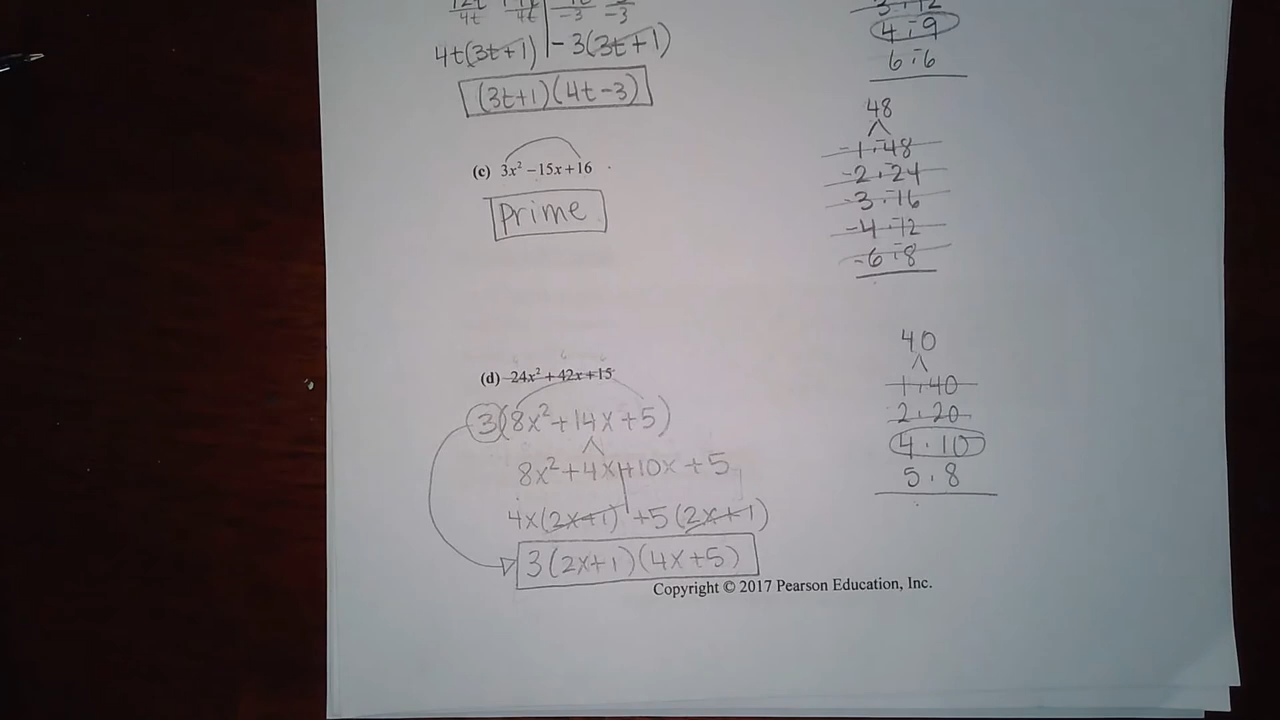 4t(3t+1) -3(3t+1)
(3t+1)(4t-3)
(c) 3x² -15x+16
prime
(d) 24x² + 42x+15
3(8x²+14x+5)
8x²+4x+10x+5
4x(2x+1) +5(2x+1)
3(2x+1)(4x+5)
Copyright © 2017 Pearson Education, Inc.
4·-9
6·-6
48
-1·-48
-2·-24
-3·-16
-4·-12
-6·-8
40
1·40
2·20
4·10
5·8